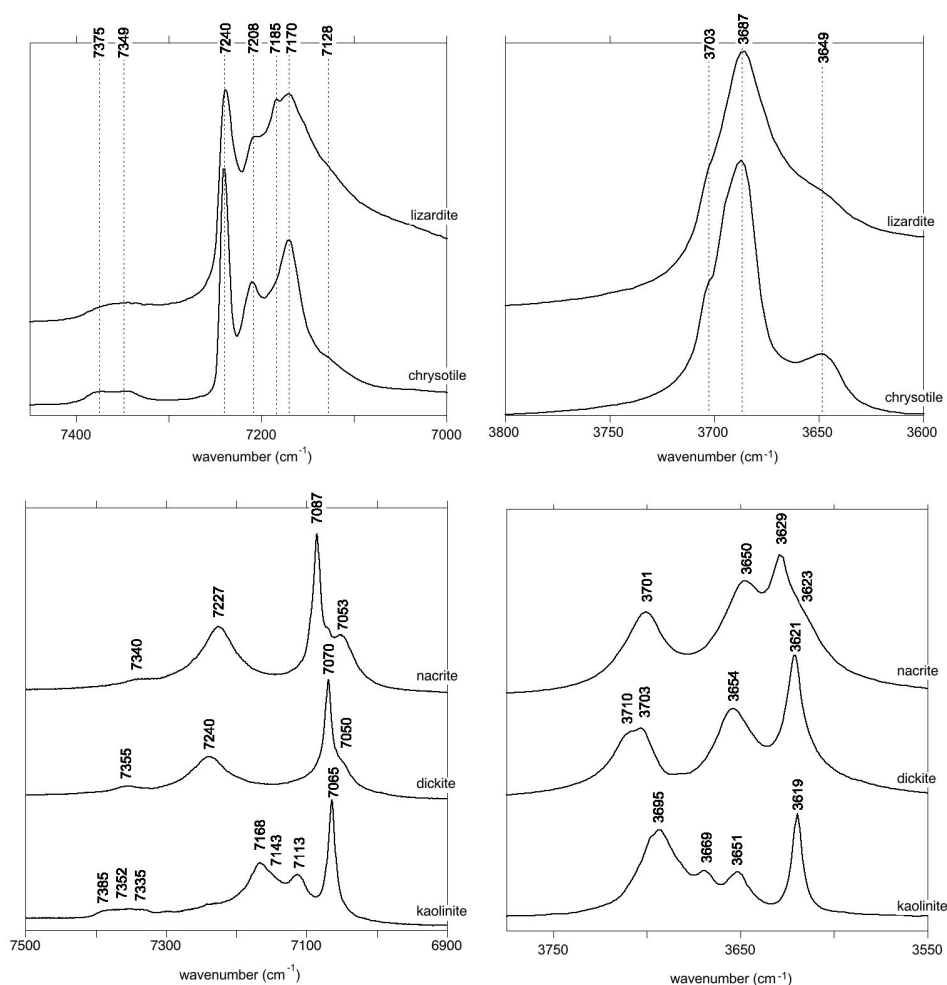 7375 7349 7240 7208 7185 7170 7128
lizardite
chrysotile
7400 7200 7000
wavenumber (cm-1)
3703 3687 3649
lizardite
chrysotile
3800 3750 3700 3650 3600
wavenumber (cm-1)
7340 7227 7087 7053
nacrite
7355 7240 7070 7050
dickite
7385 7352 7335 7168 7143 7113 7065
kaolinite
7500 7300 7100 6900
wavenumber (cm-1)
3701 3650 3629 3623
nacrite
3710 3703 3654 3621
dickite
3695 3669 3651 3619
kaolinite
3750 3650 3550
wavenumber (cm-1)